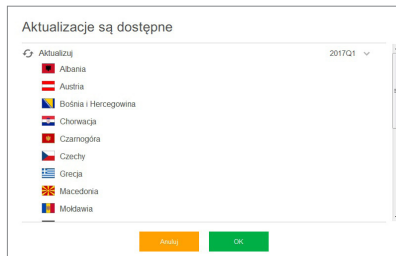 Aktualizacje są dostępne
Aktualizuj 2017Q1
Albania
Austria
Bośnia i Hercegowina
Chorwacja
Czarnogóra
Czechy
Grecja
Macedonia
Mołdawia
Anuluj OK